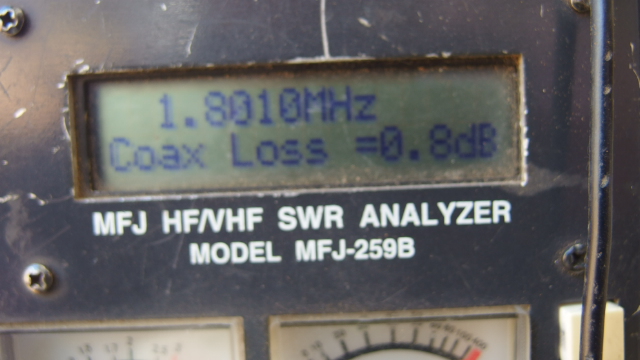 1.8010MHz
Coax Loss =0.8dB
MFJ HF/VHF SWR ANALYZER
MODEL MFJ-259B